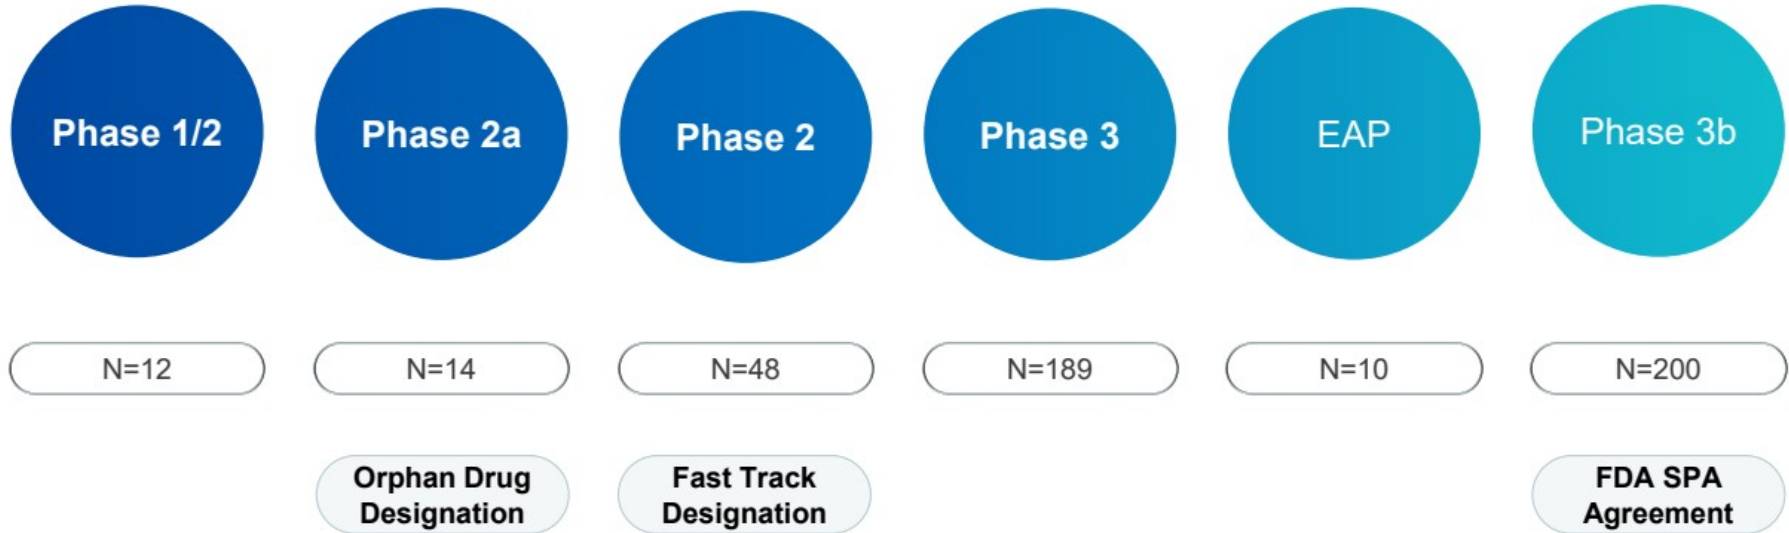 Phase 1/2
Phase 2a
Phase 2
Phase 3
EAP
Phase 3b
N=12
N=14
N=48
N=189
N=10
N=200
Orphan Drug
Designation
Fast Track
Designation
FDA SPA
Agreement